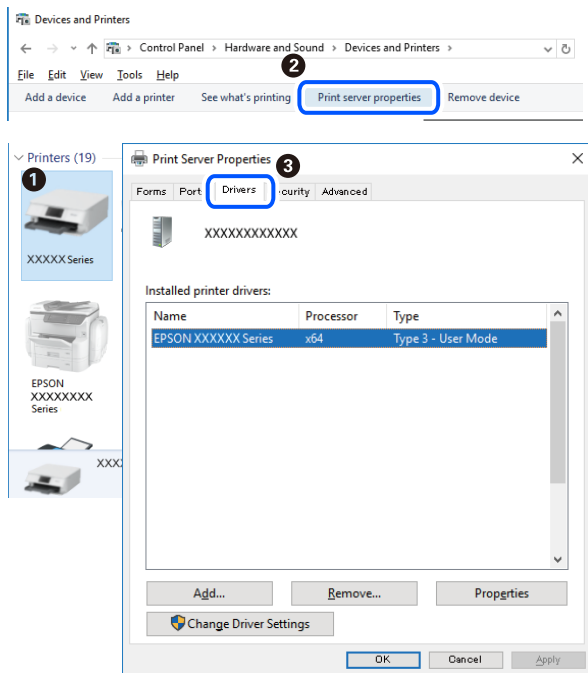 Devices and Printers
Control Panel > Hardware and Sound > Devices and Printers >
File Edit View Tools Help
2
Add a device Add a printer See what's printing Print server properties Remove device
Printers (19)
1
XXXXX Series
EPSON
XXXXXXXX
Series
XXX
Print Server Properties
3
Forms Port Drivers curity Advanced
XXXXXXXXXXXX
Installed printer drivers:
Name Processor Type
EPSON XXXXXX Series x64 Type 3 - User Mode
Add... Remove... Properties
Change Driver Settings
OK Cancel Apply